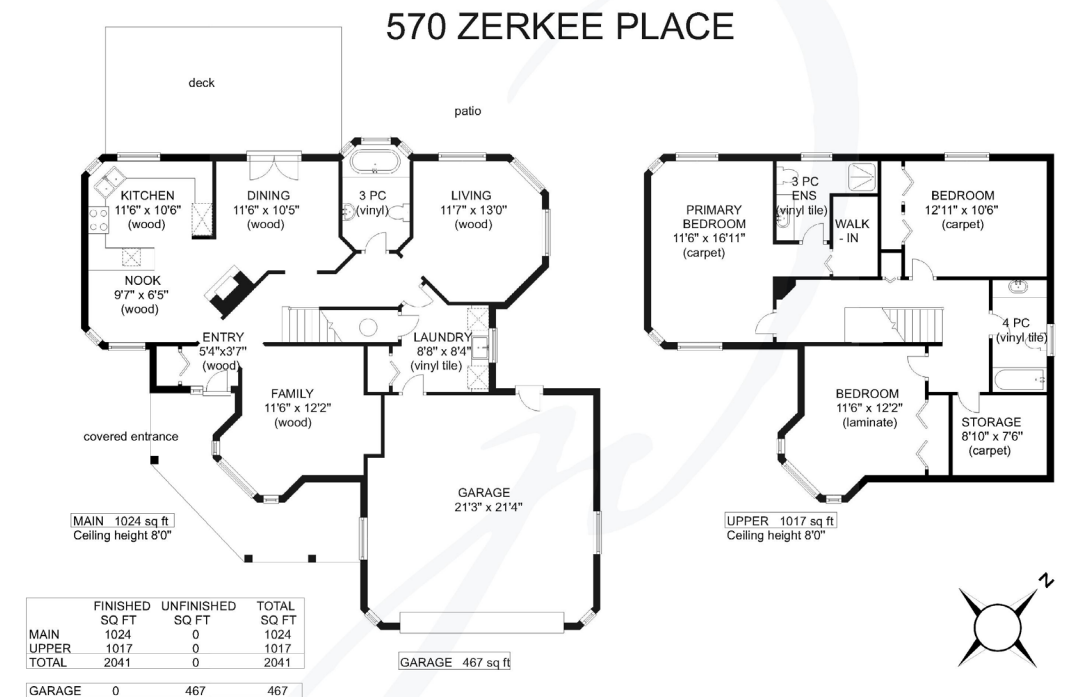 570 ZERKEE PLACE
deck
patio
KITCHEN
11'6" x 10'6"
(wood)
DINING
11'6" x 10'5"
(wood)
3 PC
(vinyl)
LIVING
11'7" x 13'0"
(wood)
NOOK
9'7" x 6'5"
(wood)
ENTRY
5'4"x3'7"
(wood)
LAUNDRY
8'8" x 8'4"
(vinyl tile)
FAMILY
11'6" x 12'2"
(wood)
covered entrance
GARAGE
21'3" x 21'4"
MAIN 1024 sq ft
Ceiling height 8'0"
GARAGE 467 sq ft
PRIMARY
BEDROOM
11'6" x 16'11"
(carpet)
3 PC
ENS
(vinyl tile)
WALK
- IN
BEDROOM
12'11" x 10'6"
(carpet)
4 PC
(vinyl tile)
BEDROOM
11'6" x 12'2"
(laminate)
STORAGE
8'10" x 7'6"
(carpet)
UPPER 1017 sq ft
Ceiling height 8'0"
N
FINISHED UNFINISHED TOTAL
SQ FT SQ FT SQ FT
MAIN 1024 0 1024
UPPER 1017 0 1017
TOTAL 2041 0 2041
GARAGE 0 467 467